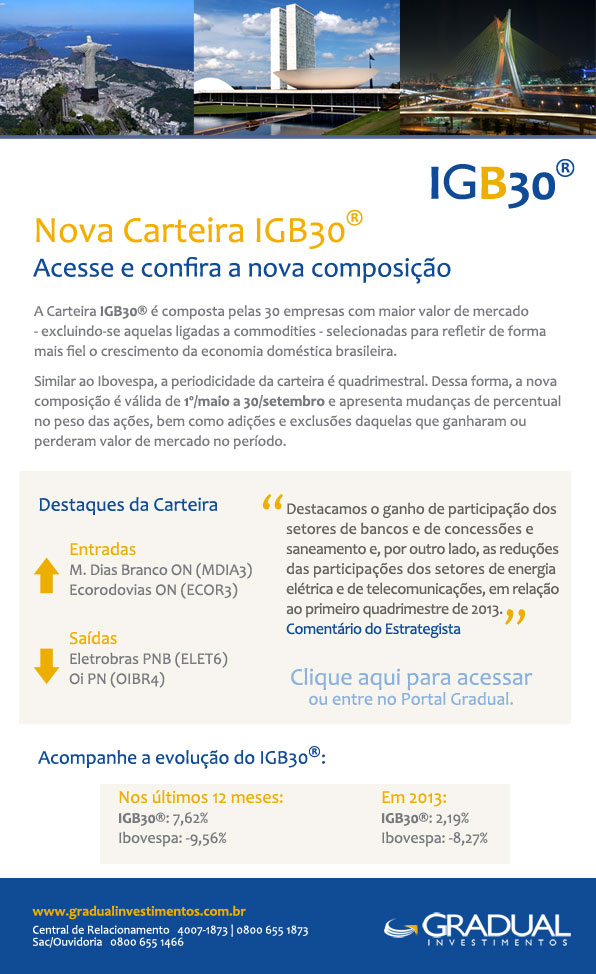 IGB30®
Nova Carteira IGB30®
Acesse e confira a nova composição
A Carteira IGB30® é composta pelas 30 empresas com maior valor de mercado
- excluindo-se aquelas ligadas a commodities - selecionadas para refletir de forma
mais fiel o crescimento da economia doméstica brasileira.
Similar ao Ibovespa, a periodicidade da carteira é quadrimestral. Dessa forma, a nova
composição é válida de 1º/maio a 30/setembro e apresenta mudanças de percentual
no peso das ações, bem como adições e exclusões daquelas que ganharam ou
perderam valor de mercado no período.
Destaques da Carteira
Entradas
M. Dias Branco ON (MDIA3)
Ecorodovias ON (ECOR3)
Saídas
Eletrobras PNB (ELET6)
Oi PN (OIBR4)
“ Destacamos o ganho de participação dos
setores de bancos e de concessões e
saneamento e, por outro lado, as reduções
das participações dos setores de energia
elétrica e de telecomunicações, em relação
ao primeiro quadrimestre de 2013. ”
Comentário do Estrategista
Clique aqui para acessar
ou entre no Portal Gradual.
Acompanhe a evolução do IGB30®:
Nos últimos 12 meses:
IGB30®: 7,62%
Ibovespa: -9,56%
Em 2013:
IGB30®: 2,19%
Ibovespa: -8,27%
www.gradualinvestimentos.com.br
Central de Relacionamento 4007-1873 | 0800 655 1873
Sac/Ouvidoria 0800 655 1466
GRADUAL
INVESTIMENTOS